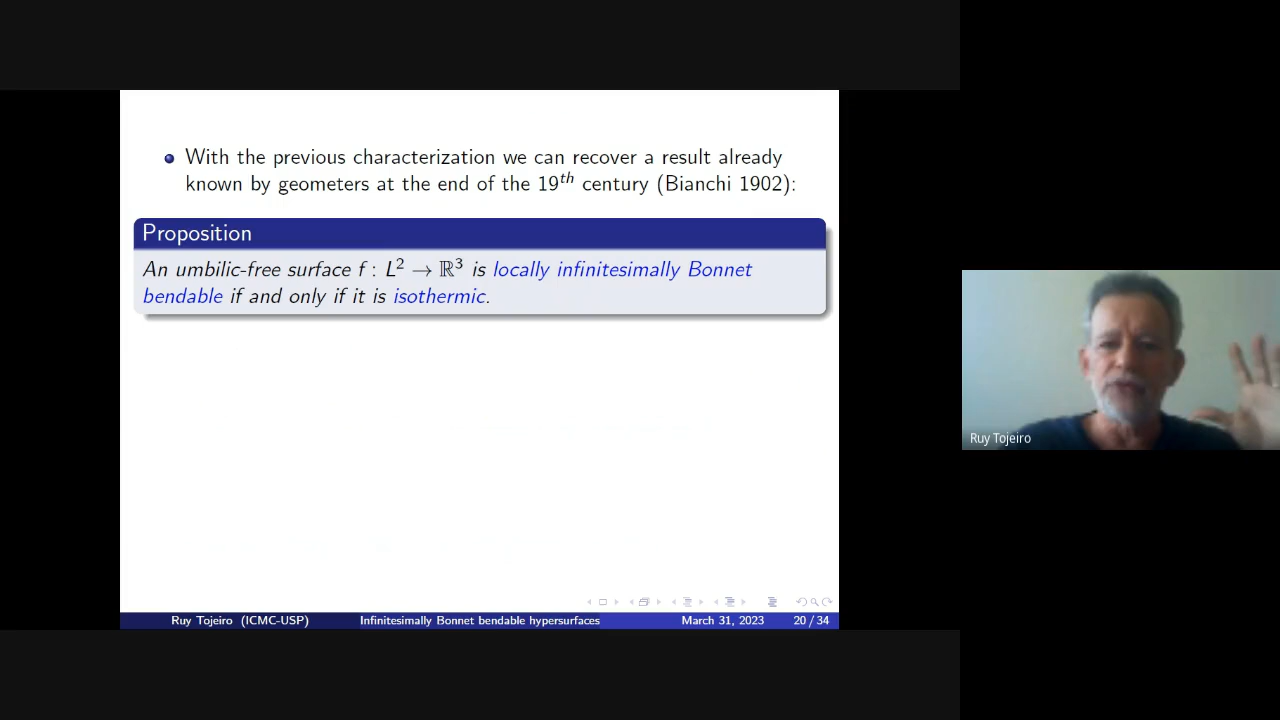 With the previous characterization we can recover a result already
known by geometers at the end of the 19th century (Bianchi 1902):
Proposition
An umbilic-free surface f : L² → ℝ³ is locally infinitesimally Bonnet
bendable if and only if it is isothermic.
Ruy Tojeiro (ICMC-USP) Infinitesimally Bonnet bendable hypersurfaces March 31, 2023 20 / 34
Ruy Tojeiro